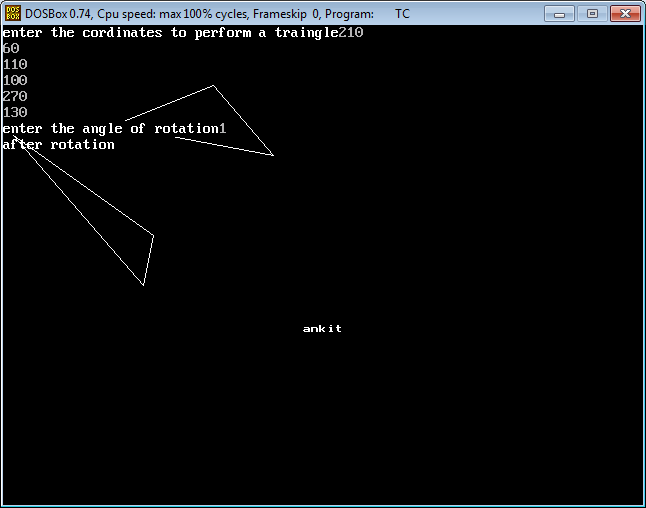 DOSBox 0.74, Cpu speed: max 100% cycles, Frameskip 0, Program: TC
enter the cordinates to perform a traingle210
60
110
100
270
130
enter the angle of rotation1
after rotation
ankit